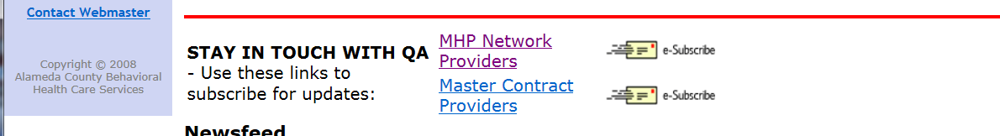 Contact Webmaster
Copyright © 2008
Alameda County Behavioral
Health Care Services
STAY IN TOUCH WITH QA
- Use these links to
subscribe for updates:
MHP Network
Providers
e-Subscribe
Master Contract
Providers
e-Subscribe
Newsfeed